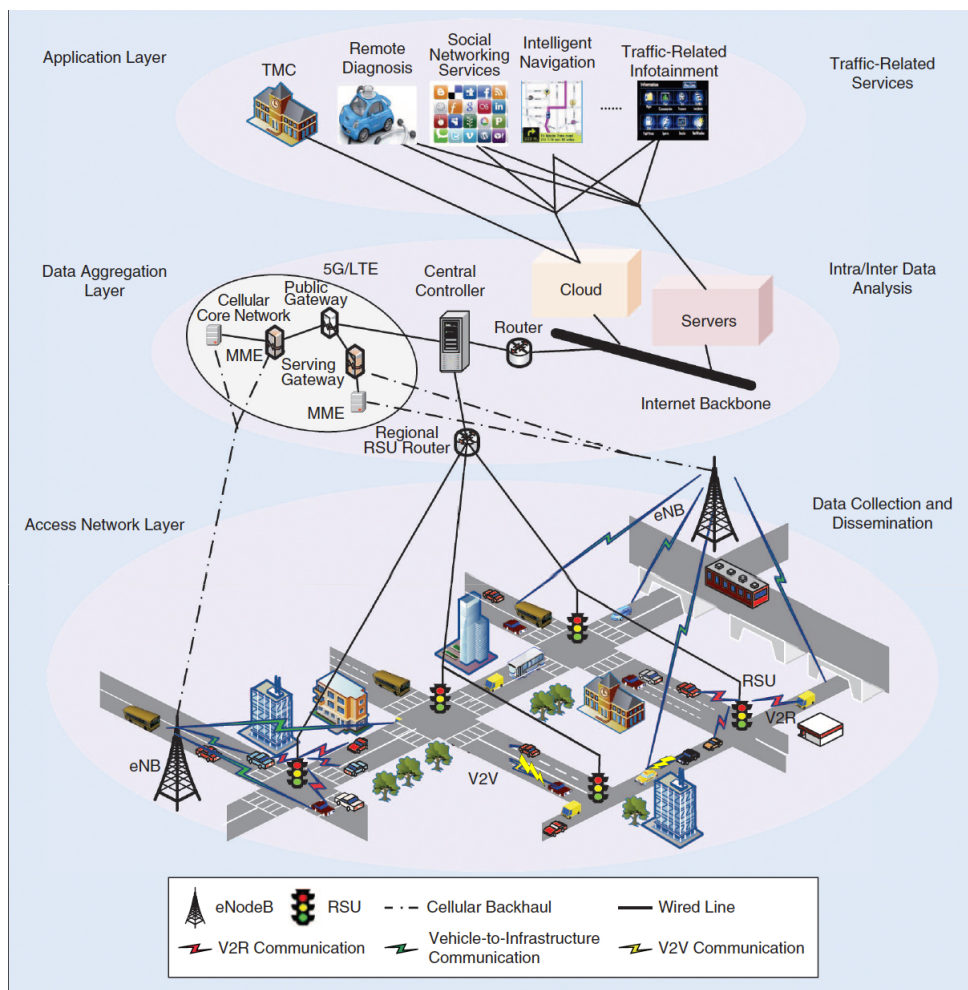 Application Layer
TMC
Remote
Diagnosis
Social
Networking
Services
Intelligent
Navigation
......
Traffic-Related
Infotainment
Traffic-Related
Services
Data Aggregation
Layer
5G/LTE
Public
Gateway
Cellular
Core Network
MME
Serving
Gateway
MME
Central
Controller
Router
Cloud
Servers
Internet Backbone
Intra/Inter Data
Analysis
Regional
RSU Router
Access Network Layer
eNB
Data Collection and
Dissemination
RSU
V2R
eNB
V2V
eNodeB
RSU
Cellular Backhaul
Wired Line
V2R Communication
Vehicle-to-Infrastructure
Communication
V2V Communication